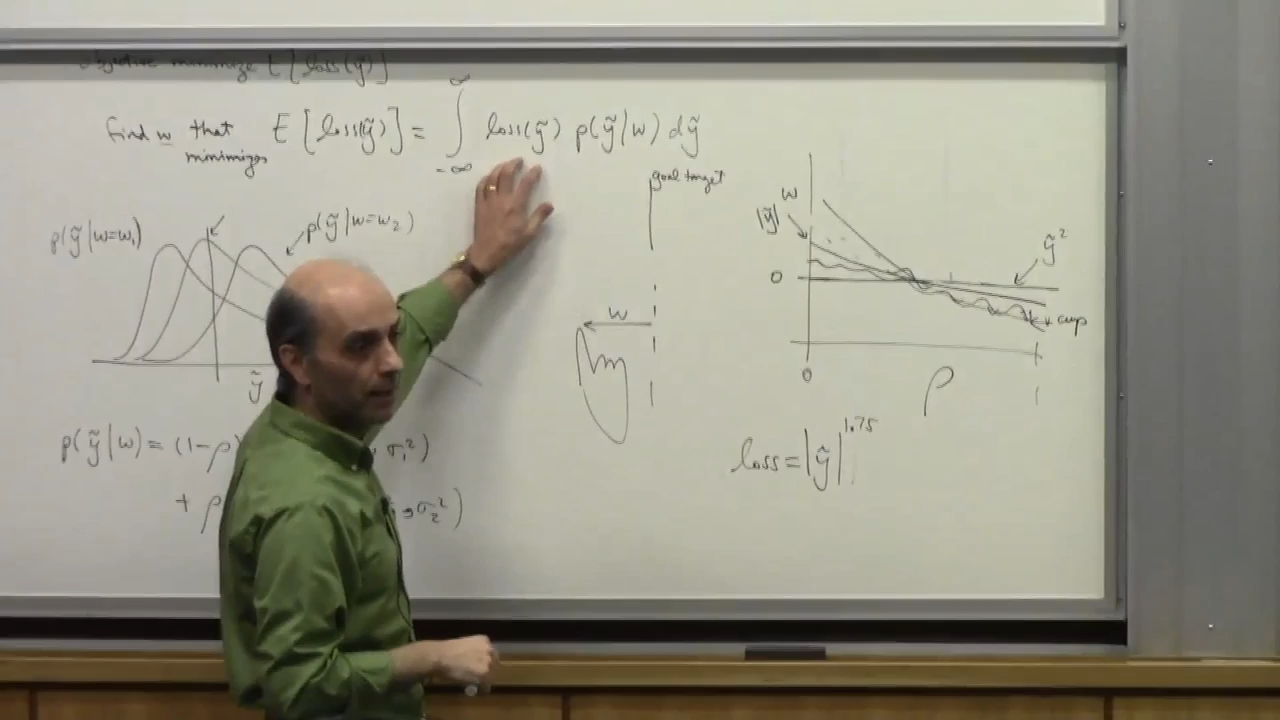 objective minimize E[loss(ỹ)]
find w that minimizes E[loss(ỹ)] = ∫_{-∞}^{∞} loss(ỹ) p(ỹ|w) dỹ
goal target
p(ỹ|w=w₁)
p(ỹ|w=w₂)
ỹ
w
w
|ỹ|
0
ỹ²
exp
0
ρ
1
p(ỹ|w) = (1-ρ)
, σ₁²)
+ ρ
, σ₂²)
loss = |ỹ|^{1.75}